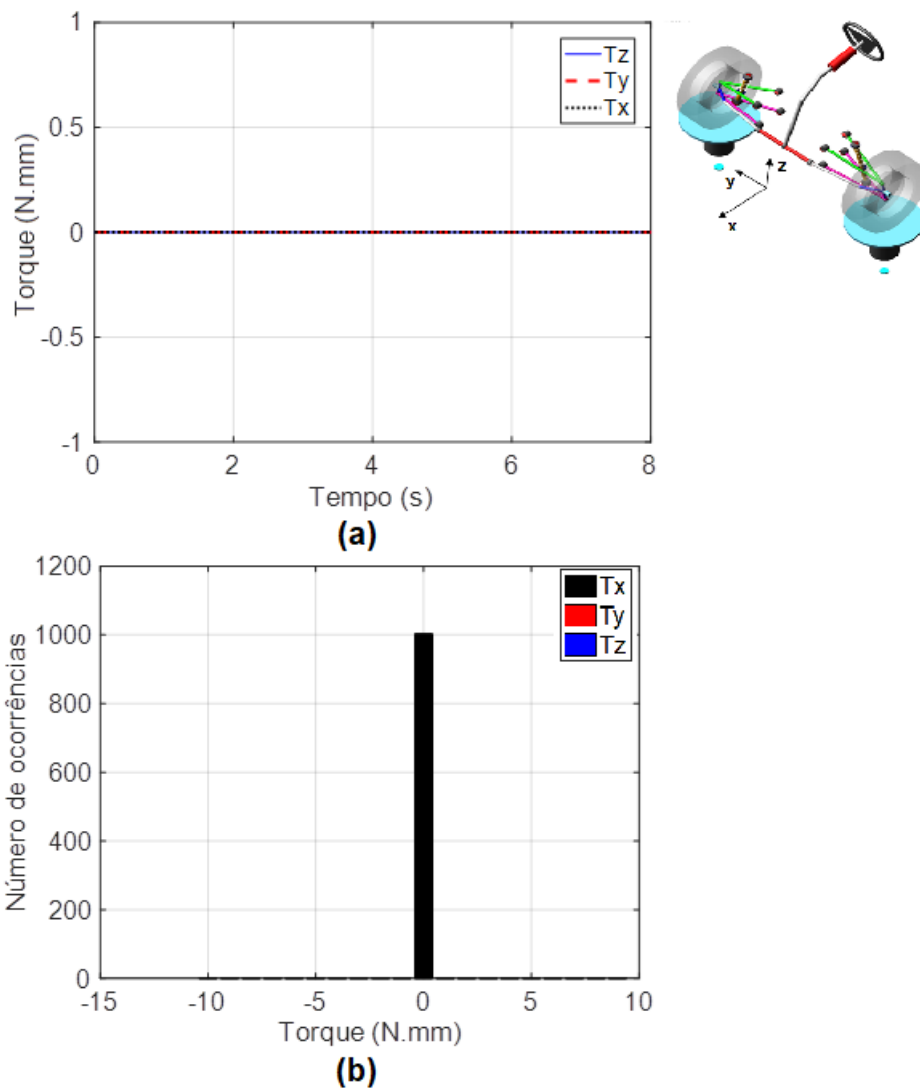 1
0.5
0
-0.5
-1
Torque (N.mm)
Tz
Ty
Tx
0 2 4 6 8
Tempo (s)
(a)
z
y
x
1200
1000
800
600
400
200
0
Número de ocorrências
Tx
Ty
Tz
-15 -10 -5 0 5 10
Torque (N.mm)
(b)